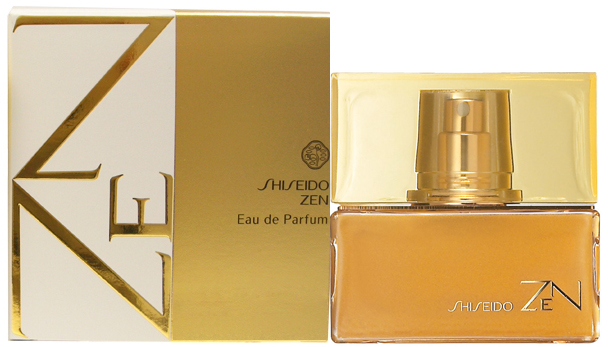 ZEN
SHISEIDO
ZEN
Eau de Parfum
SHISEIDO ZEN